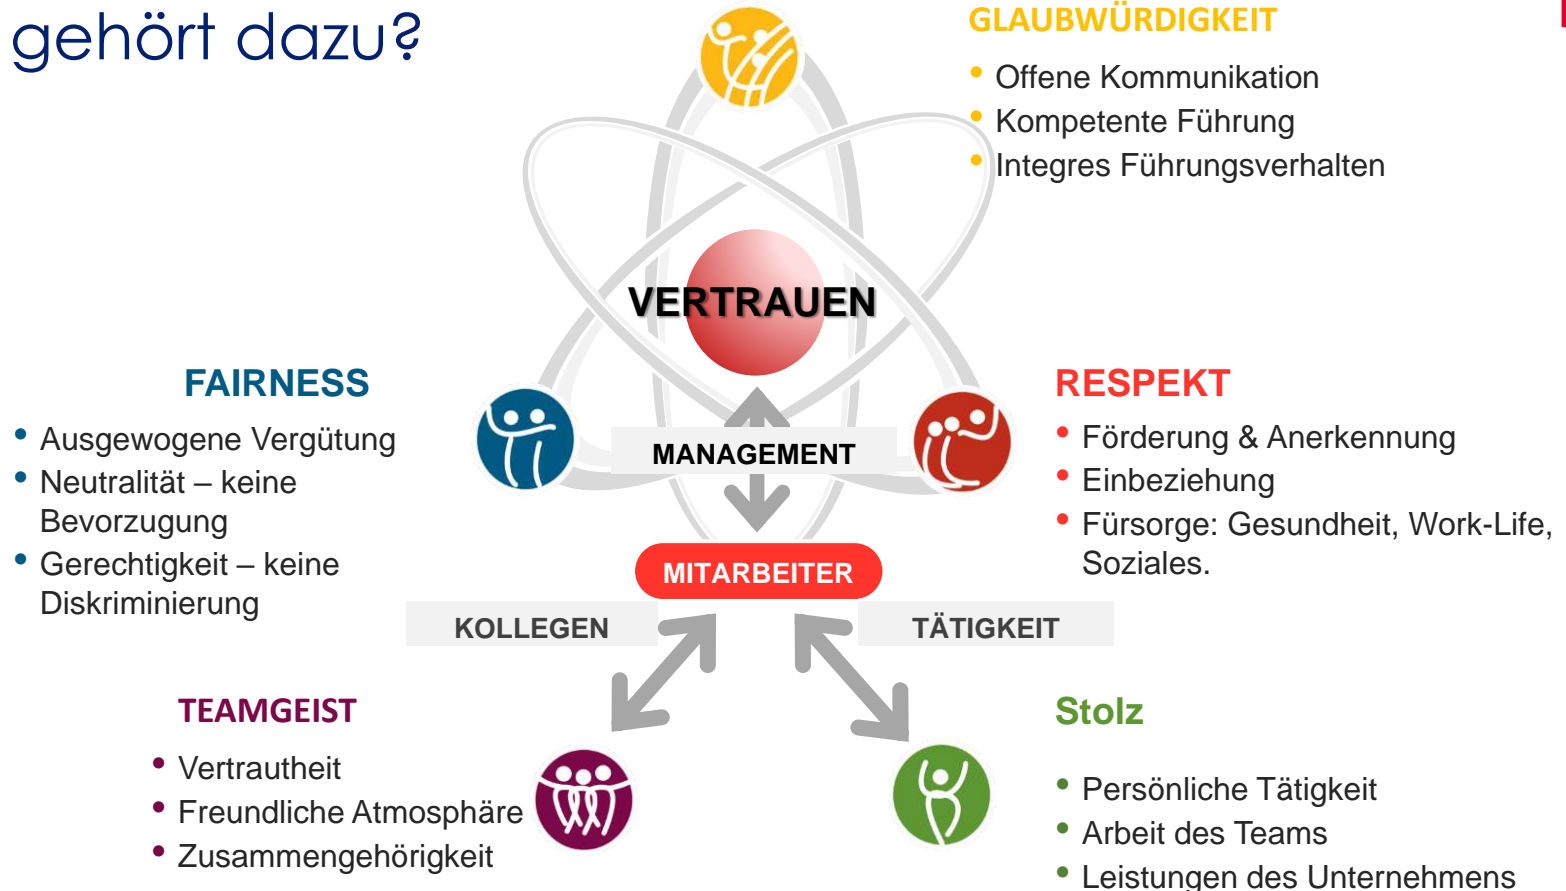 gehört dazu?
GLAUBWÜRDIGKEIT
• Offene Kommunikation
• Kompetente Führung
• Integres Führungsverhalten
VERTRAUEN
FAIRNESS
• Ausgewogene Vergütung
• Neutralität – keine
Bevorzugung
• Gerechtigkeit – keine
Diskriminierung
MANAGEMENT
RESPEKT
• Förderung & Anerkennung
• Einbeziehung
• Fürsorge: Gesundheit, Work-Life,
Soziales.
MITARBEITER
KOLLEGEN
TÄTIGKEIT
TEAMGEIST
• Vertrautheit
• Freundliche Atmosphäre
• Zusammengehörigkeit
Stolz
• Persönliche Tätigkeit
• Arbeit des Teams
• Leistungen des Unternehmens